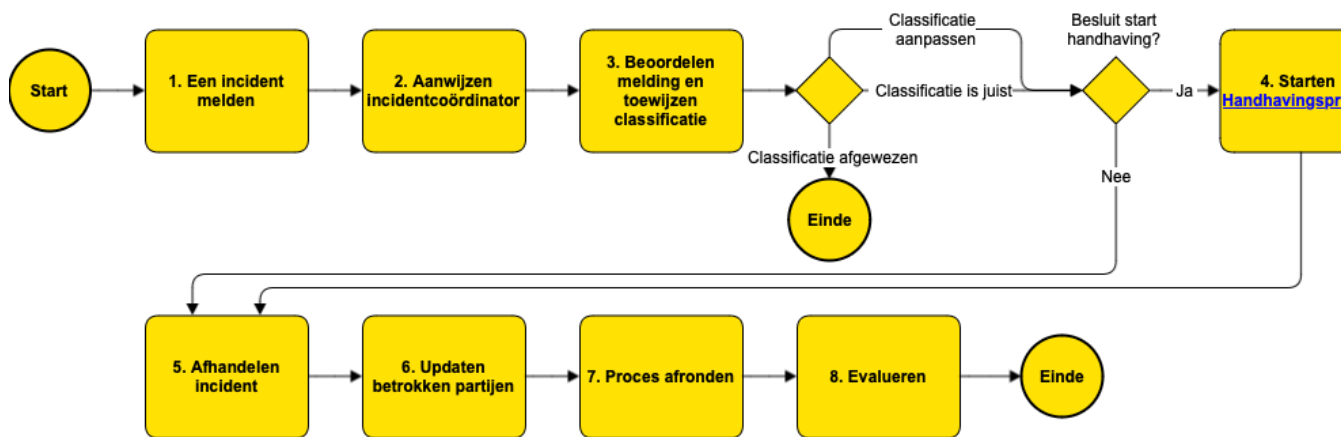 Start
1. Een incident
melden
2. Aanwijzen
incidentcoördinator
3. Beoordelen
melding en
toewijzen
classificatie
Classificatie
aanpassen
Classificatie is juist
Classificatie afgewezen
Einde
Besluit start
handhaving?
Ja
Nee
4. Starten
5. Afhandelen
incident
6. Updaten
betrokken partijen
7. Proces afronden
8. Evalueren
Einde